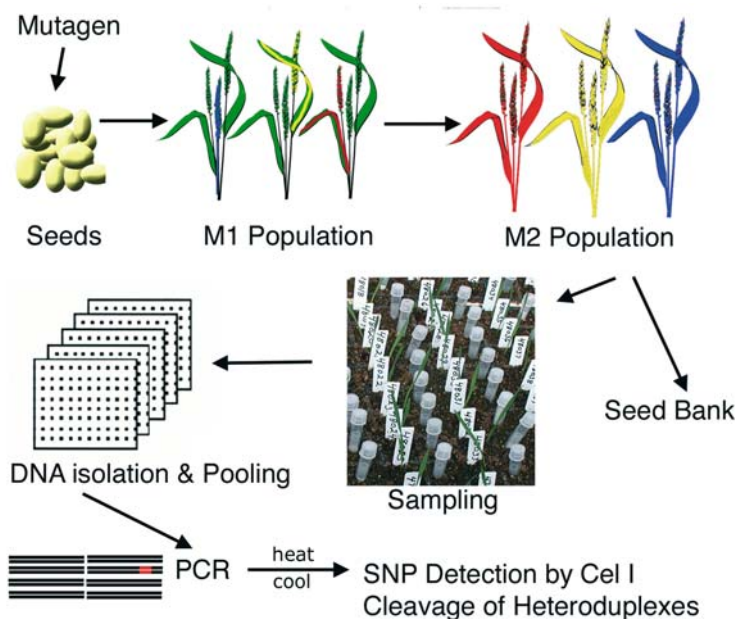 Mutagen
Seeds
M1 Population
M2 Population
Seed Bank
Sampling
DNA isolation & Pooling
PCR
heat
cool
SNP Detection by Cel I
Cleavage of Heteroduplexes